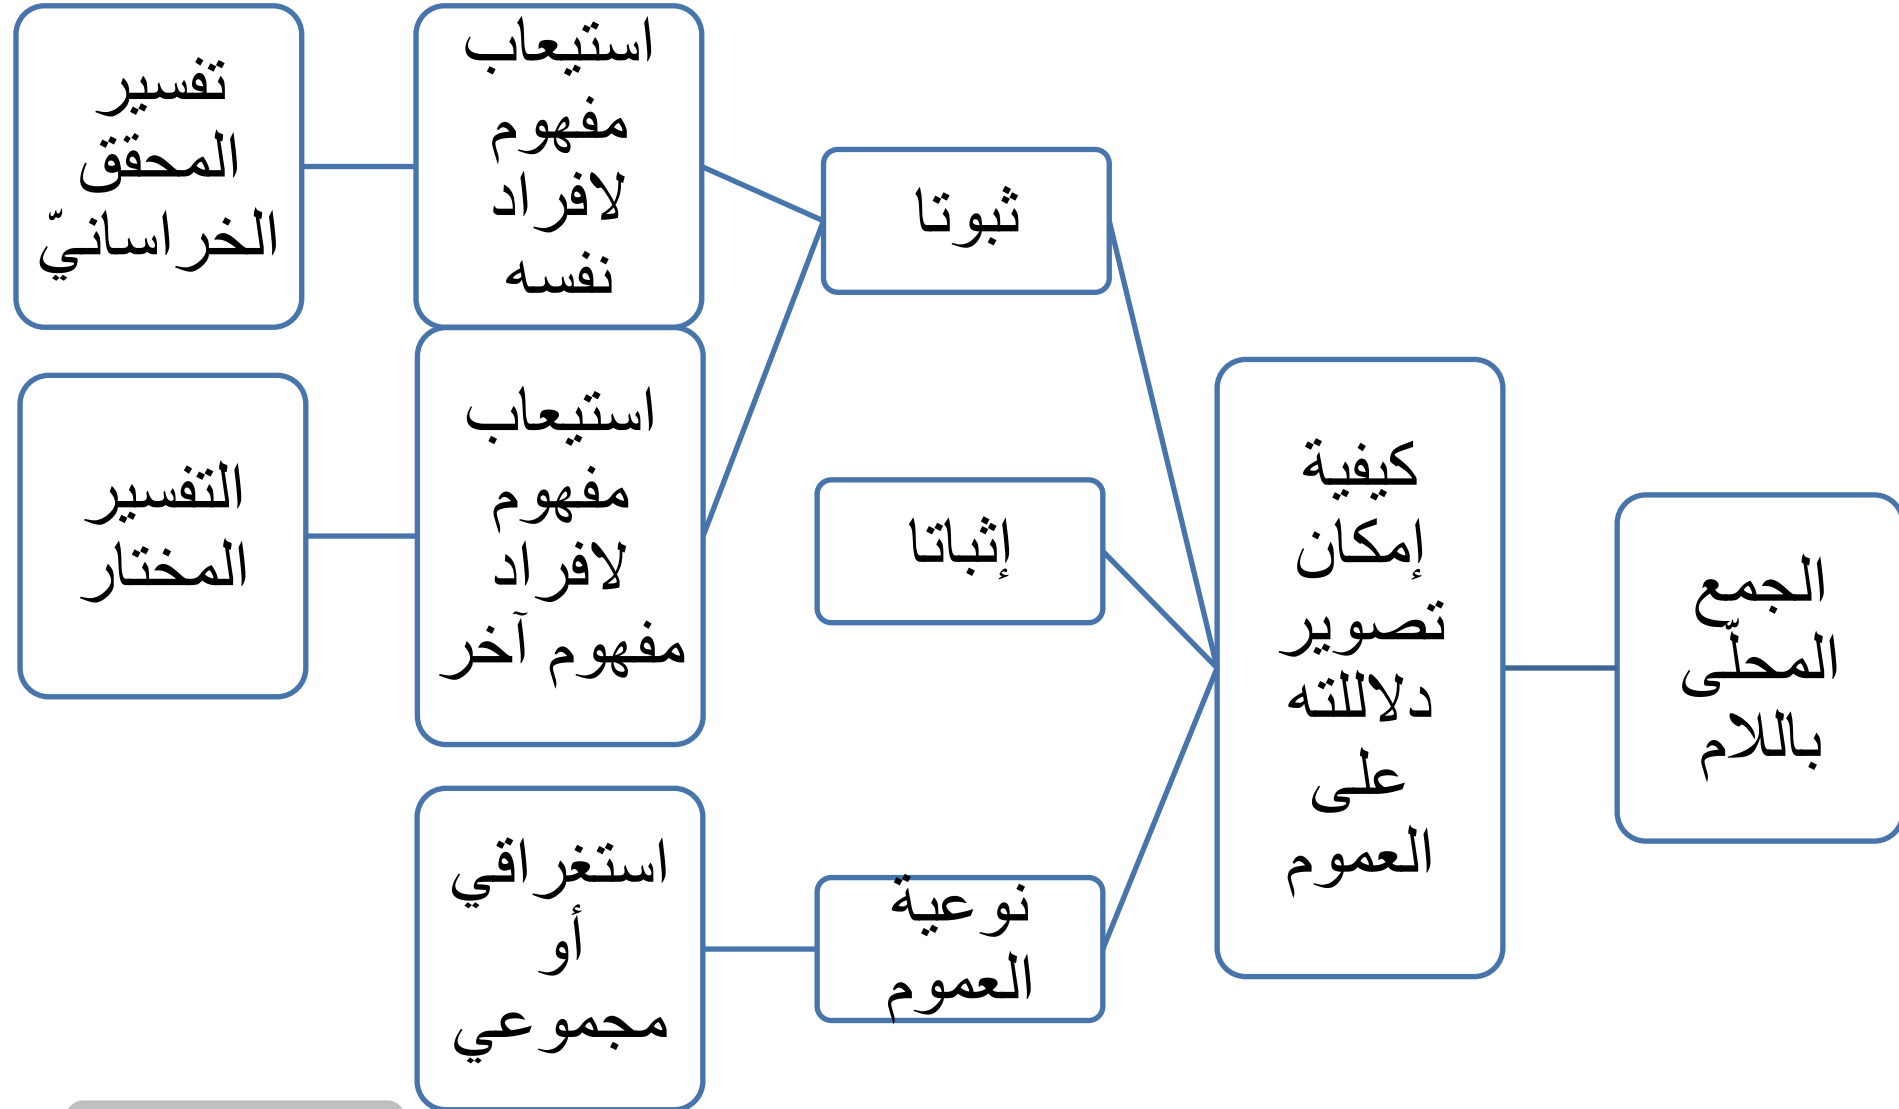 الجمع
المحلّى
باللام
كيفية
إمكان
تصوير
دلاللته
على
العموم
ثبوتا
استيعاب
مفهوم
لافراد
نفسه
تفسير
المحقق
الخراسانيّ
استيعاب
مفهوم
لافراد
مفهوم آخر
التفسير
المختار
إثباتا
نوعية
العموم
استغراقي
أو
مجموعي